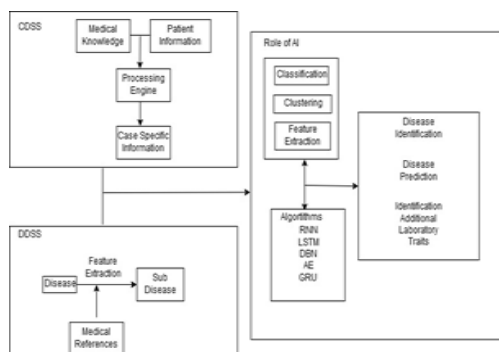 CDSS
Medical
Knowledge
Patient
Information
Processing
Engine
Case Specific
Information
DDSS
Feature
Extraction
Disease
Sub
Disease
Medical
References
Role of AI
Classification
Clustering
Feature
Extraction
Algortithms
RNN
LSTM
DBN
AE
GRU
Disease
Identification
Disease
Prediction
Identification
Additional
Laboratory
Traits